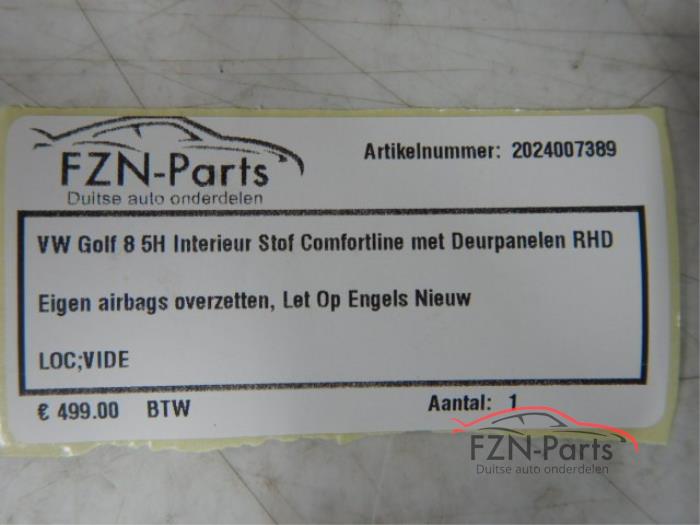 FZN-Parts
Duitse auto onderdelen
Artikelnummer: 2024007389
VW Golf 8 5H Interieur Stof Comfortline met Deurpanelen RHD
Eigen airbags overzetten, Let Op Engels Nieuw
LOC;VIDE
€ 499.00 BTW
Aantal: 1
FZN-Parts
Duitse auto onderdelen